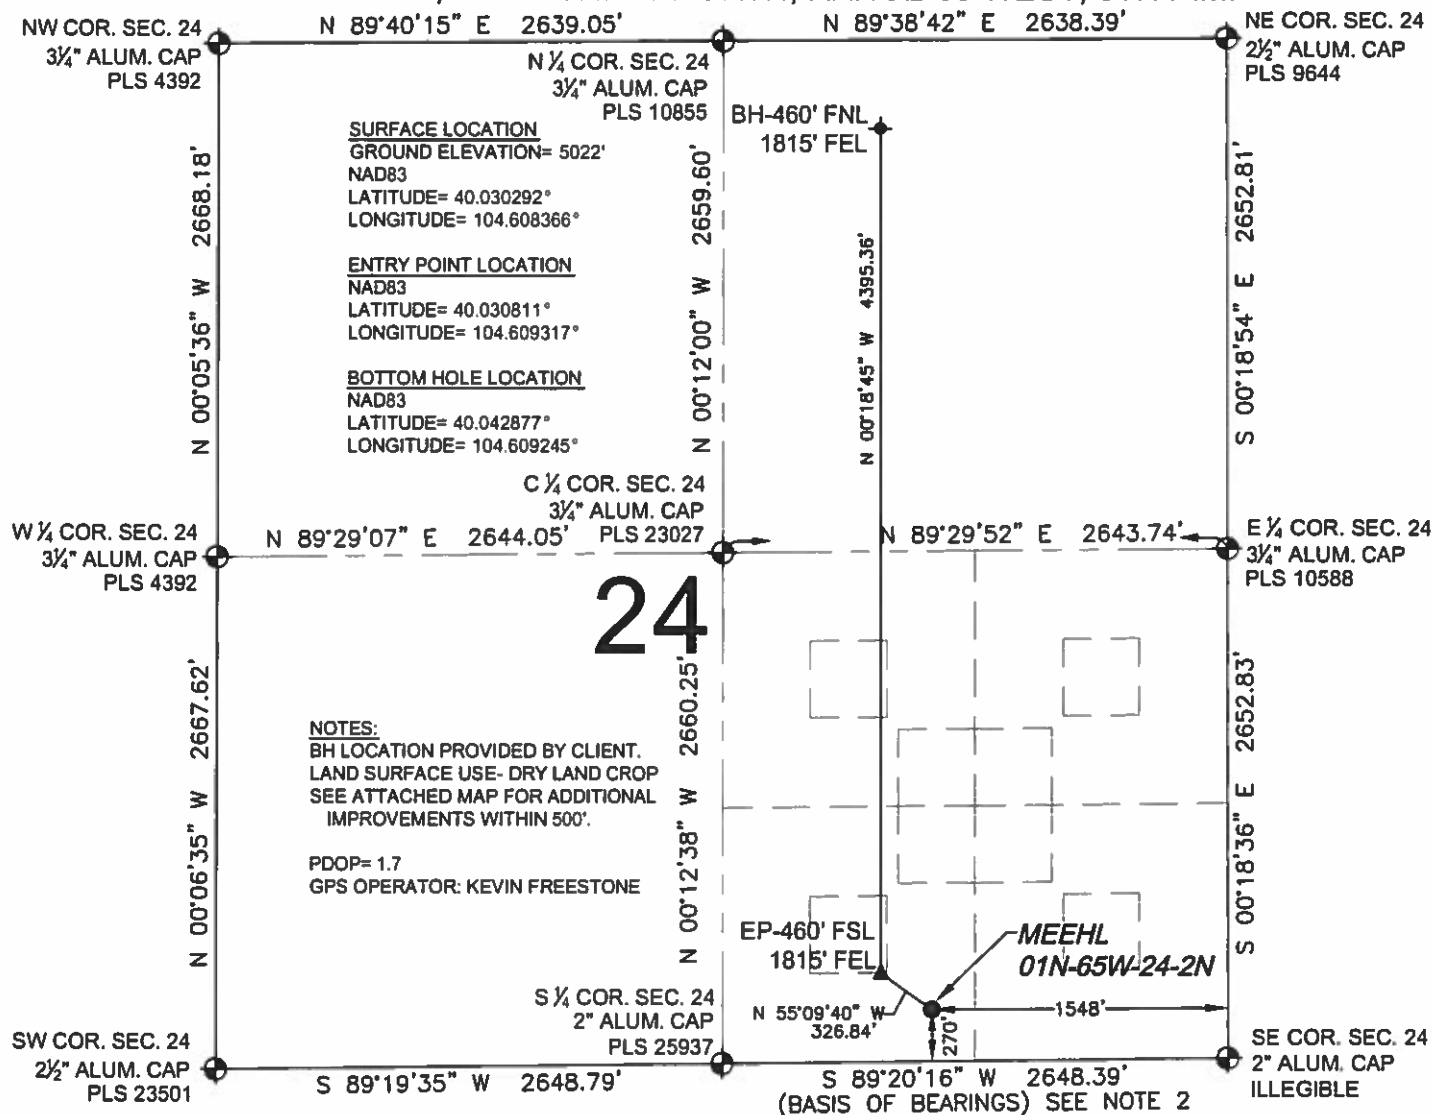 N 89°40'15" E 2639.05'
N 89°38'42" E 2638.39'
NW COR. SEC. 24
3¼" ALUM. CAP
PLS 4392
N ¼ COR. SEC. 24
3¼" ALUM. CAP
PLS 10855
NE COR. SEC. 24
2½" ALUM. CAP
PLS 9644
BH-460' FNL
1815' FEL
SURFACE LOCATION
GROUND ELEVATION= 5022'
NAD83
LATITUDE= 40.030292°
LONGITUDE= 104.608366°
ENTRY POINT LOCATION
NAD83
LATITUDE= 40.030811°
LONGITUDE= 104.609317°
BOTTOM HOLE LOCATION
NAD83
LATITUDE= 40.042877°
LONGITUDE= 104.609245°
N 00°05'36" W 2668.18'
N 00°12'00" W 2659.60'
N 00°18'45" W 4395.36'
S 00°18'54" E 2652.81'
C ¼ COR. SEC. 24
3¼" ALUM. CAP
PLS 23027
W ¼ COR. SEC. 24
3¼" ALUM. CAP
PLS 4392
N 89°29'07" E 2644.05'
N 89°29'52" E 2643.74'
E ¼ COR. SEC. 24
3¼" ALUM. CAP
PLS 10588
24
NOTES:
BH LOCATION PROVIDED BY CLIENT.
LAND SURFACE USE- DRY LAND CROP
SEE ATTACHED MAP FOR ADDITIONAL
IMPROVEMENTS WITHIN 500'.
PDOP= 1.7
GPS OPERATOR: KEVIN FREESTONE
N 00°06'35" W 2667.62'
N 00°12'38" W 2660.25'
S 00°18'36" E 2652.83'
EP-460' FSL
1815' FEL
MEEHL
01N-65W-24-2N
N 55°09'40" W
326.84'
1548'
270'
S ¼ COR. SEC. 24
2" ALUM. CAP
PLS 25937
SW COR. SEC. 24
2½" ALUM. CAP
PLS 23501
SE COR. SEC. 24
2" ALUM. CAP
ILLEGIBLE
S 89°19'35" W 2648.79'
S 89°20'16" W 2648.39'
(BASIS OF BEARINGS) SEE NOTE 2